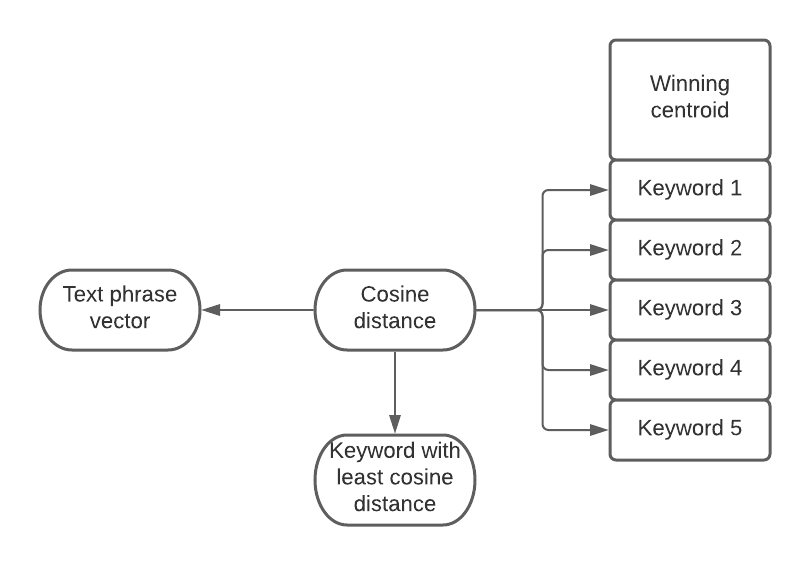 Winning
centroid
Keyword 1
Keyword 2
Keyword 3
Keyword 4
Keyword 5
Text phrase
vector
Cosine
distance
Keyword with
least cosine
distance